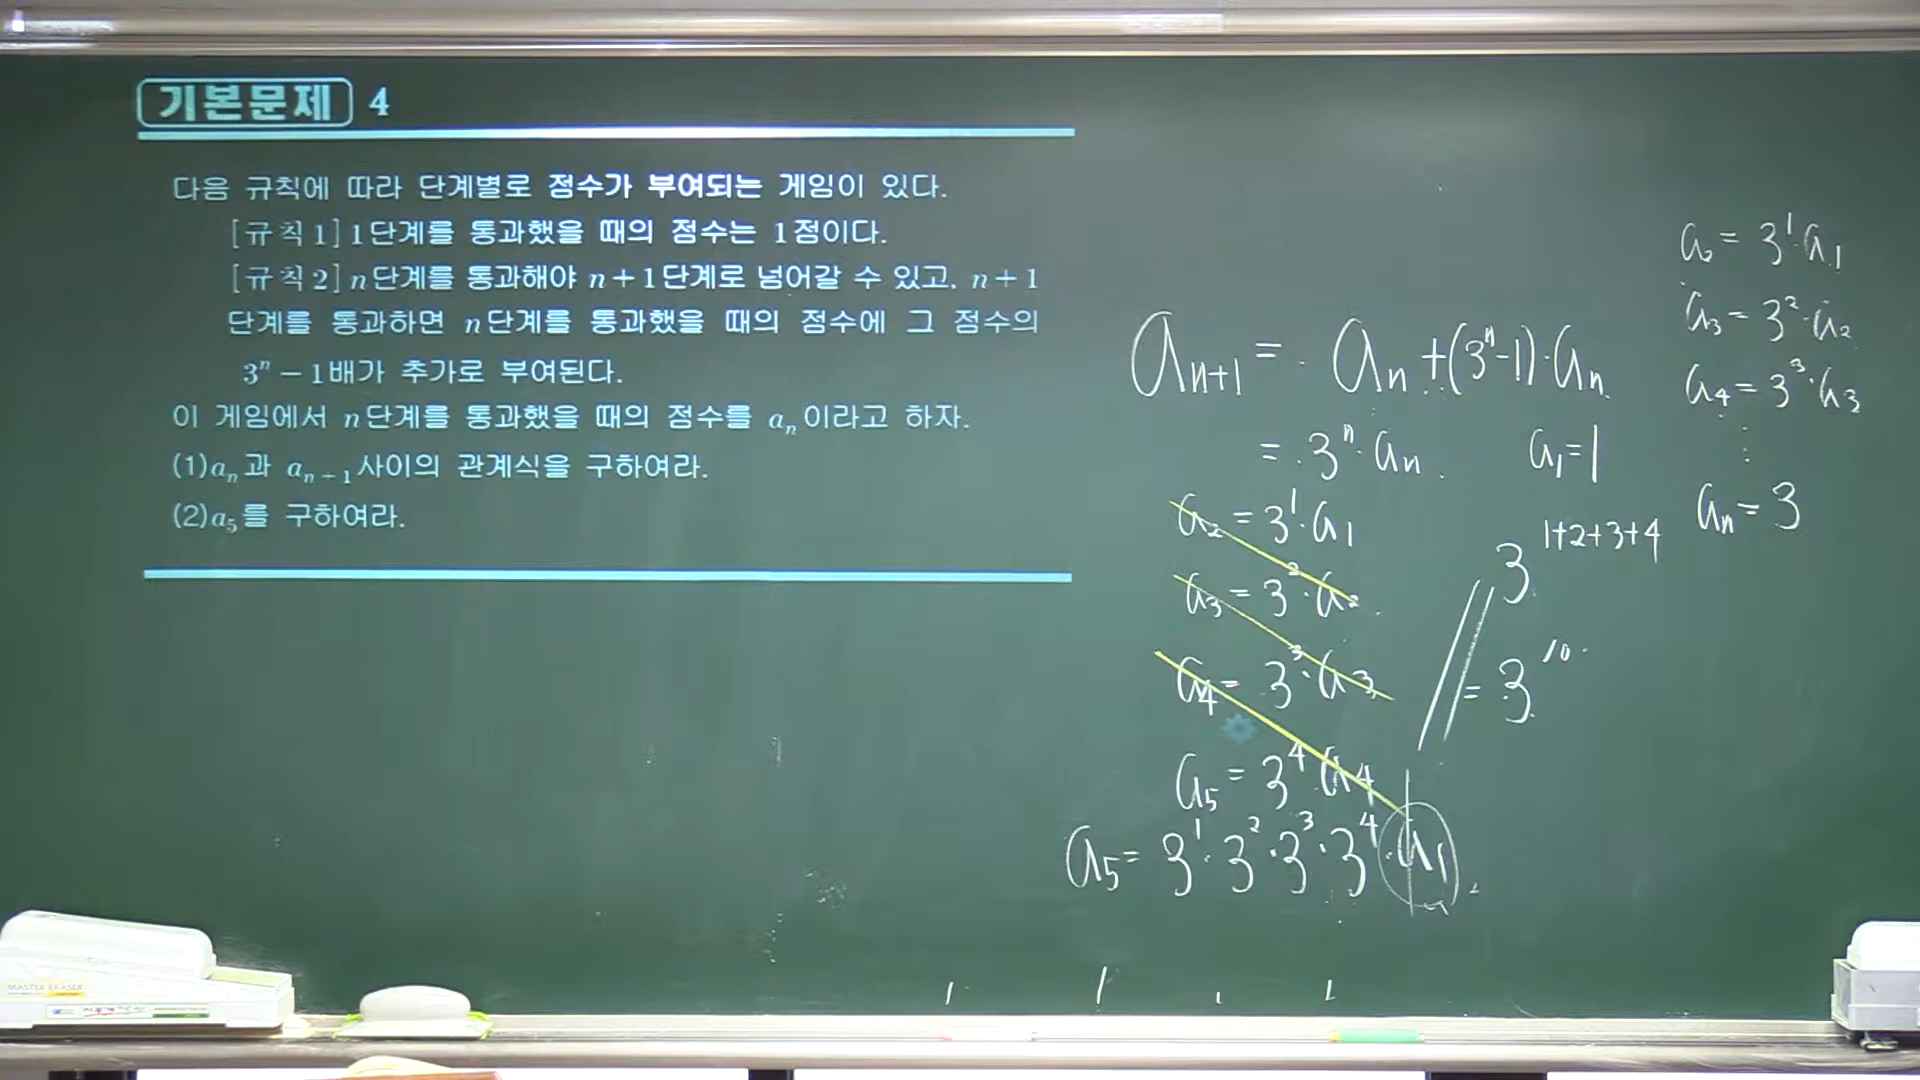 기본문제 4
다음 규칙에 따라 단계별로 점수가 부여되는 게임이 있다.
[규칙 1] 1단계를 통과했을 때의 점수는 1점이다.
[규칙 2] n단계를 통과해야 n+1단계로 넘어갈 수 있고, n+1
단계를 통과하면 n단계를 통과했을 때의 점수에 그 점수의
3ⁿ－1배가 추가로 부여된다.
이 게임에서 n단계를 통과했을 때의 점수를 aₙ이라고 하자.
(1)aₙ과 aₙ₊₁사이의 관계식을 구하여라.
(2)a₅를 구하여라.
aₙ₊₁ = aₙ+(3ⁿ-1)·aₙ
= 3ⁿ·aₙ
a₁=1
a₂ = 3¹·a₁
a₃ = 3²·a₂
a₄ = 3³·a₃
a₅ = 3⁴·a₄
a₅ = 3¹·3²·3³·3⁴·a₁
3¹⁺²⁺³⁺⁴
= 3¹⁰
a₂ = 3¹·a₁
a₃ = 3²·a₂
a₄ = 3³·a₃
⋮
aₙ = 3
MASTER ERASER